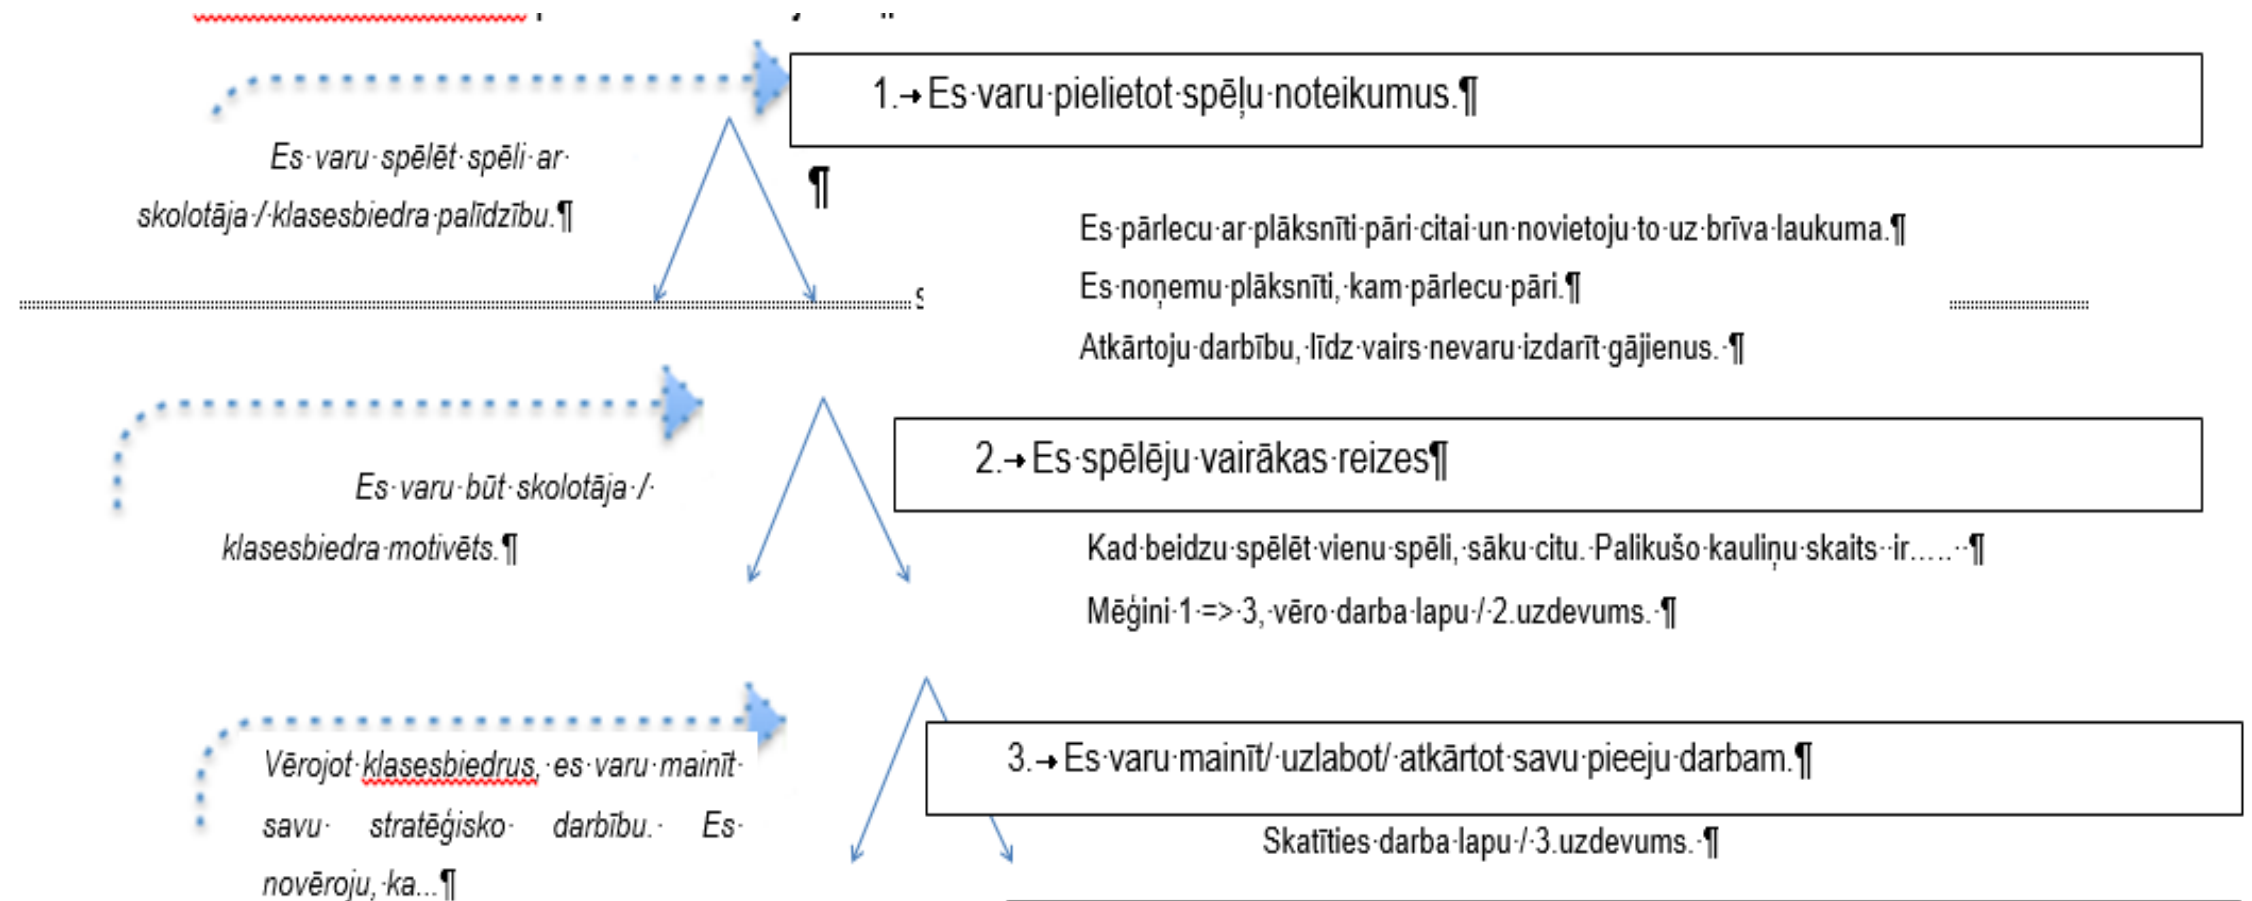 1.→Es varu pielietot spēļu noteikumus.¶
Es varu spēlēt spēli ar
skolotāja / klasesbiedra palīdzību.¶
¶
Es pārlecu ar plāksnīti pāri citai un novietoju to uz brīva laukuma.¶
Es noņemu plāksnīti, kam pārlecu pāri.¶
Atkārtoju darbību, līdz vairs nevaru izdarīt gājienus. ¶
2.→Es spēlēju vairākas reizes¶
Es varu būt skolotāja /
klasesbiedra motivēts.¶
Kad beidzu spēlēt vienu spēli, sāku citu. Palikušo kauliņu skaits ir..... ¶
Mēģini 1 => 3, vēro darba lapu / 2.uzdevums. ¶
3.→Es varu mainīt/ uzlabot/ atkārtot savu pieeju darbam.¶
Vērojot klasesbiedrus, es varu mainīt
savu stratēģisko darbību. Es
novēroju, ka...¶
Skatīties darba lapu / 3.uzdevums. ¶